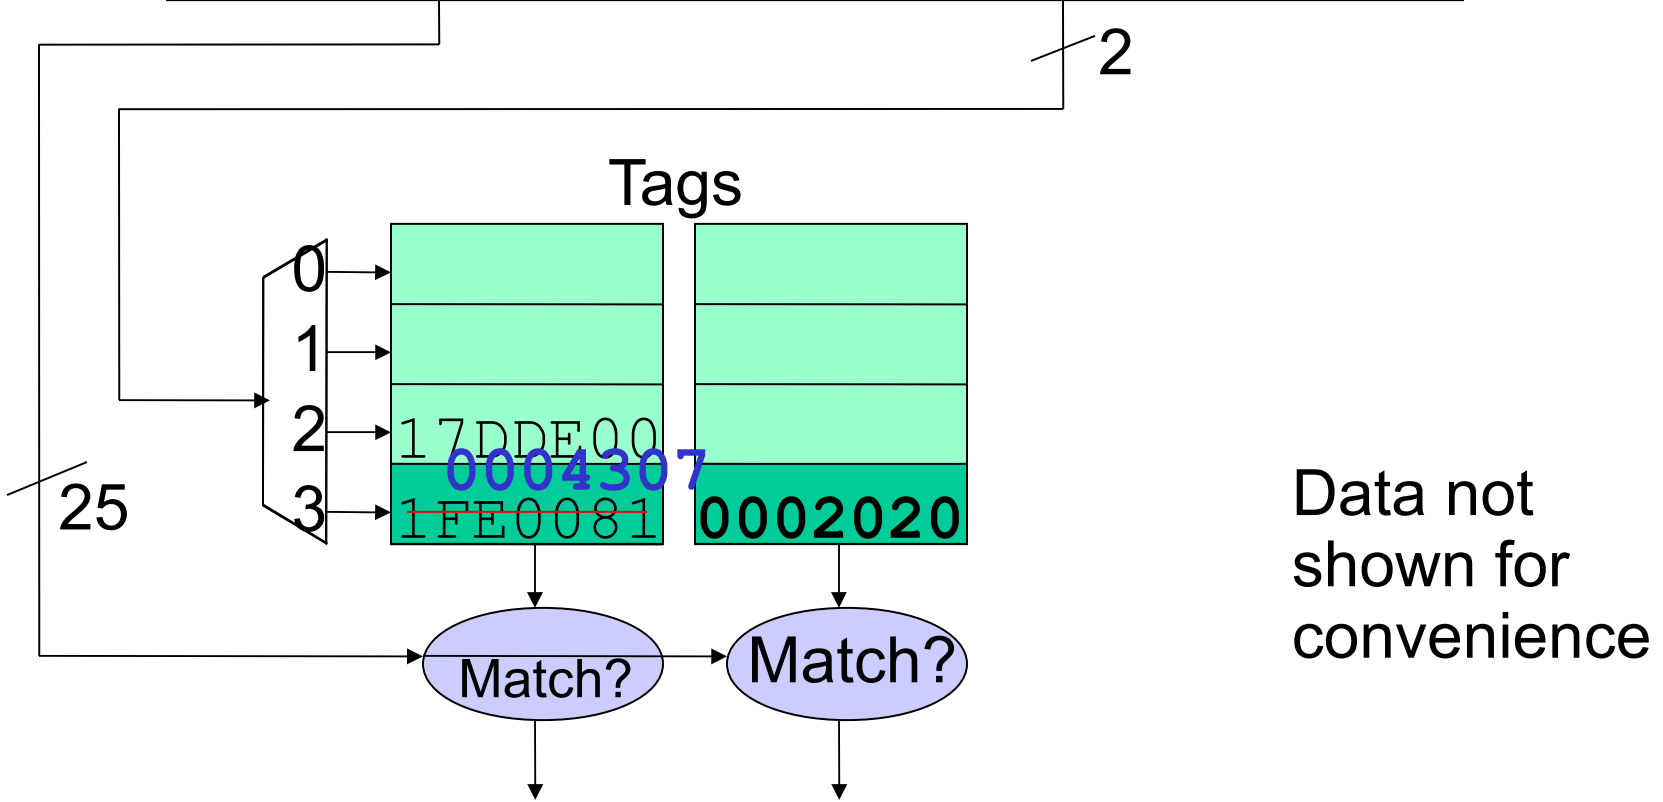 2
Tags
0
1
2
17DDE00
0004307
25
3
1FE0081
0002020
Data not
shown for
convenience
Match?
Match?